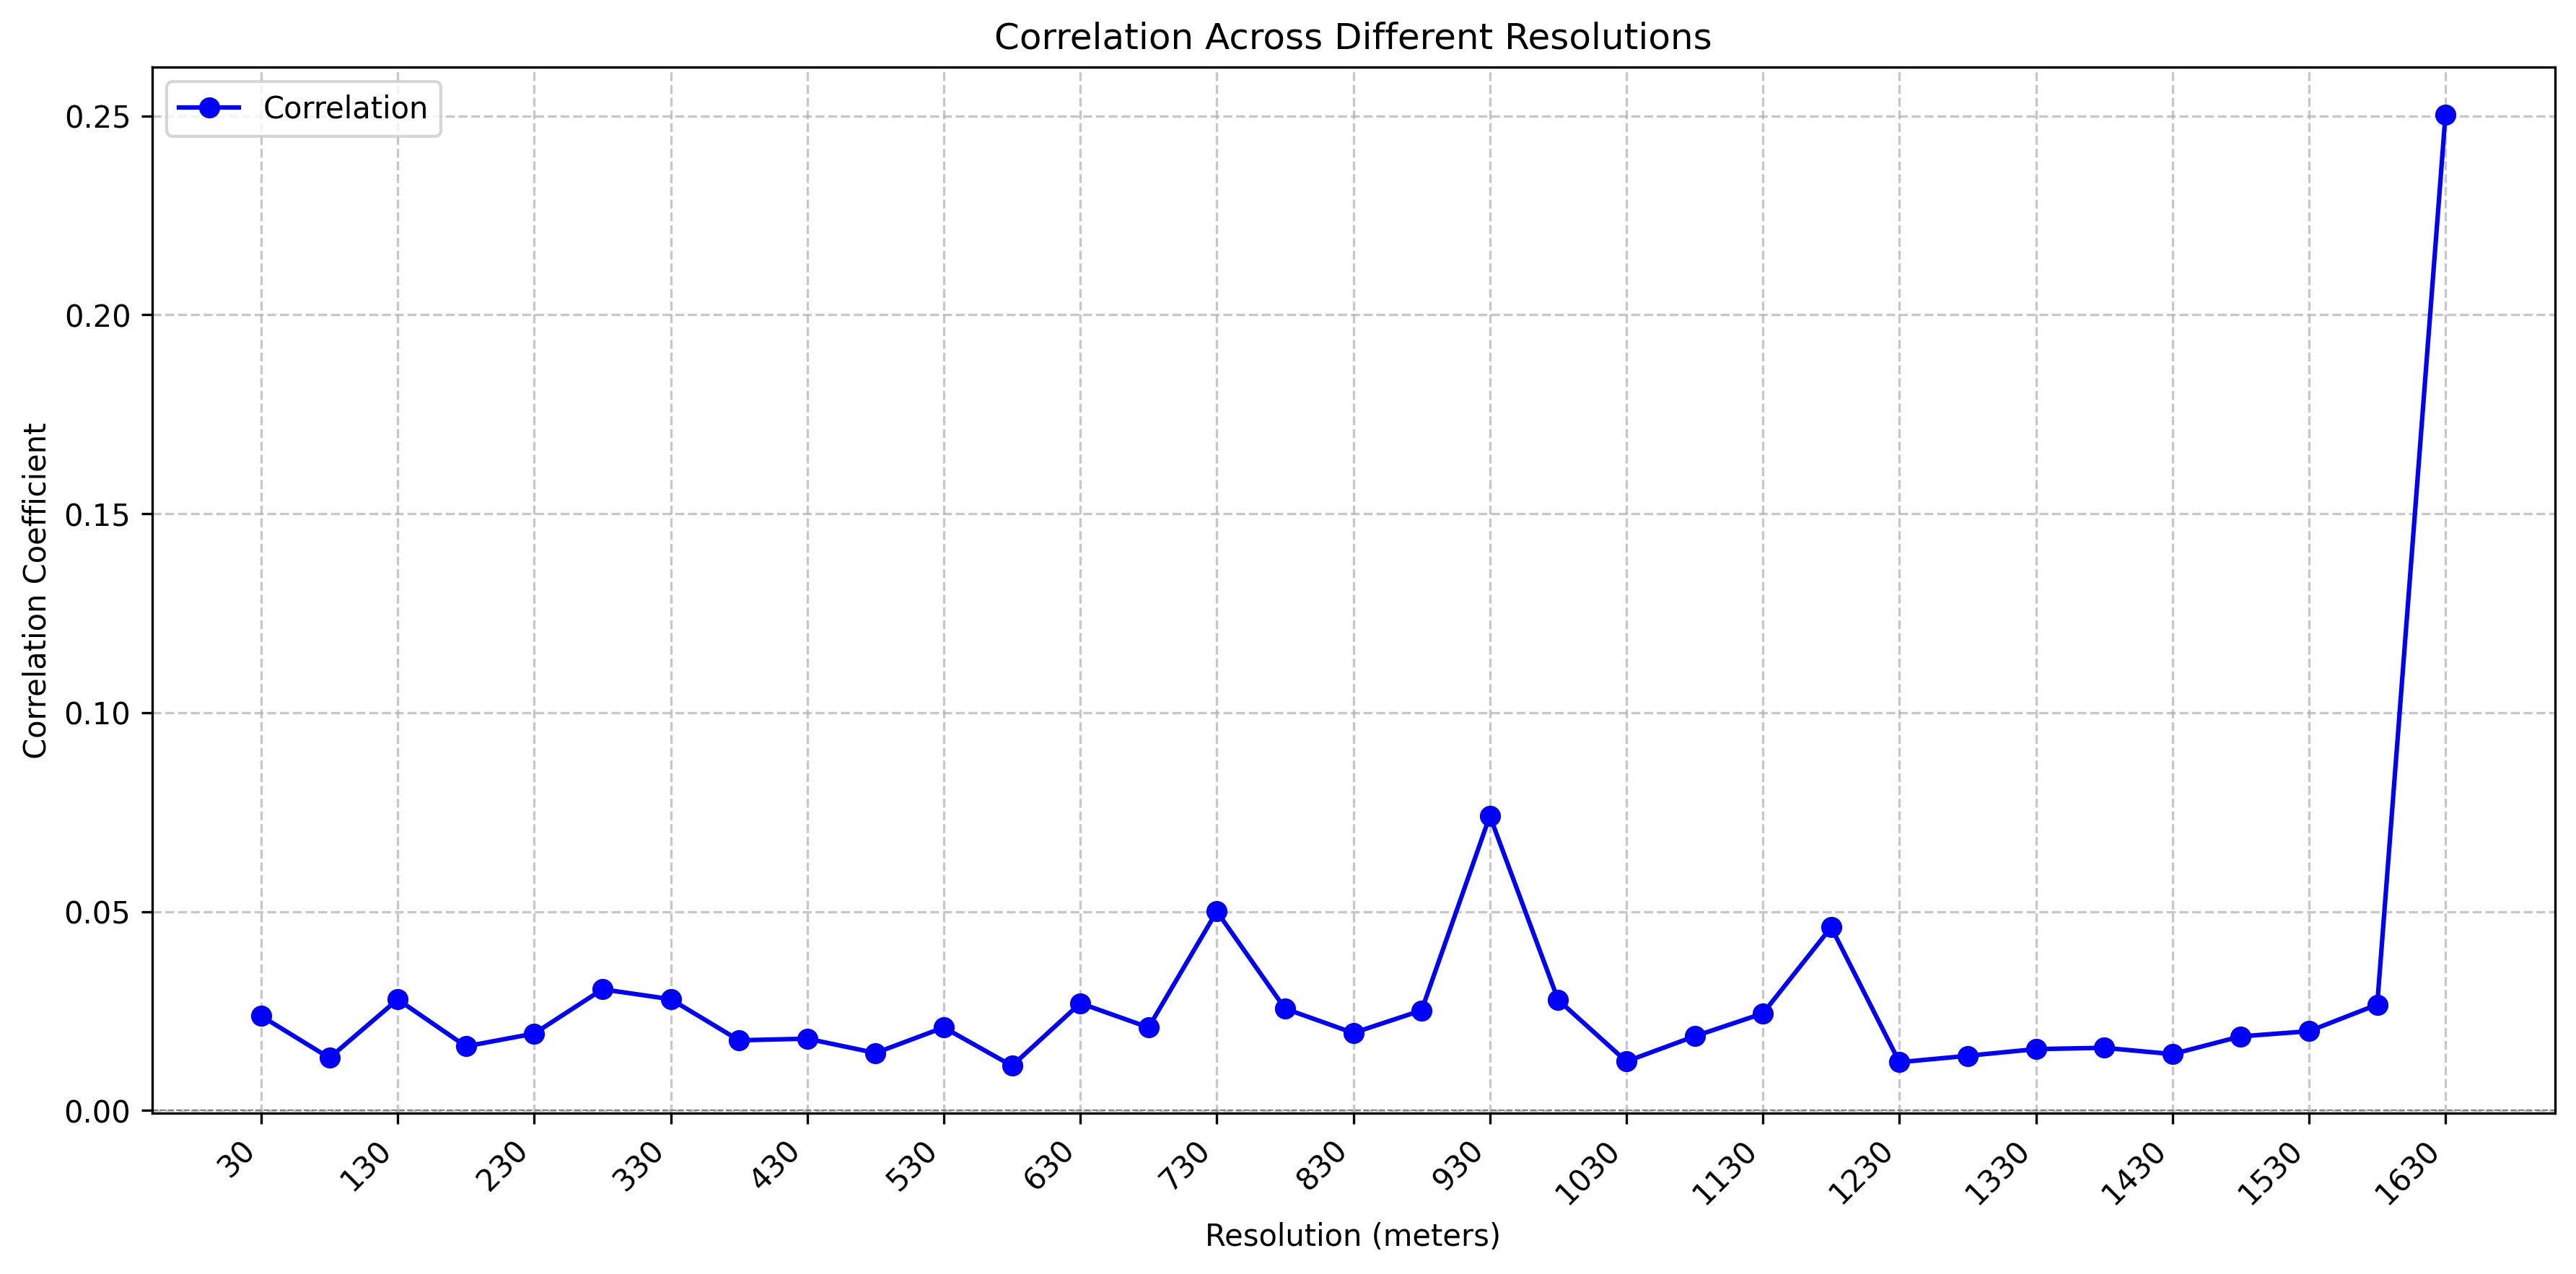 Correlation Across Different Resolutions
Correlation
Correlation Coefficient
0.25
0.20
0.15
0.10
0.05
0.00
30 130 230 330 430 530 630 730 830 930 1030 1130 1230 1330 1430 1530 1630
Resolution (meters)